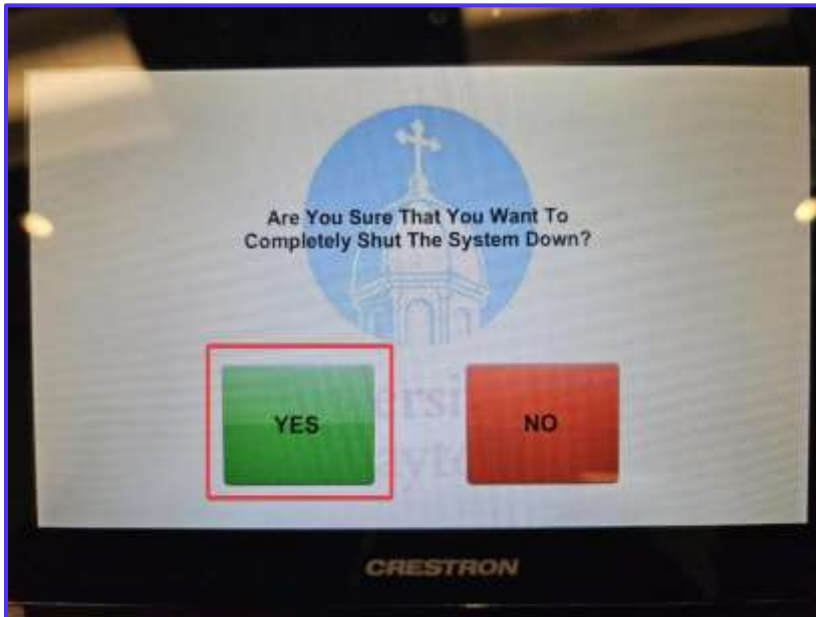 Are You Sure That You Want To
Completely Shut The System Down?
YES
NO
CRESTRON